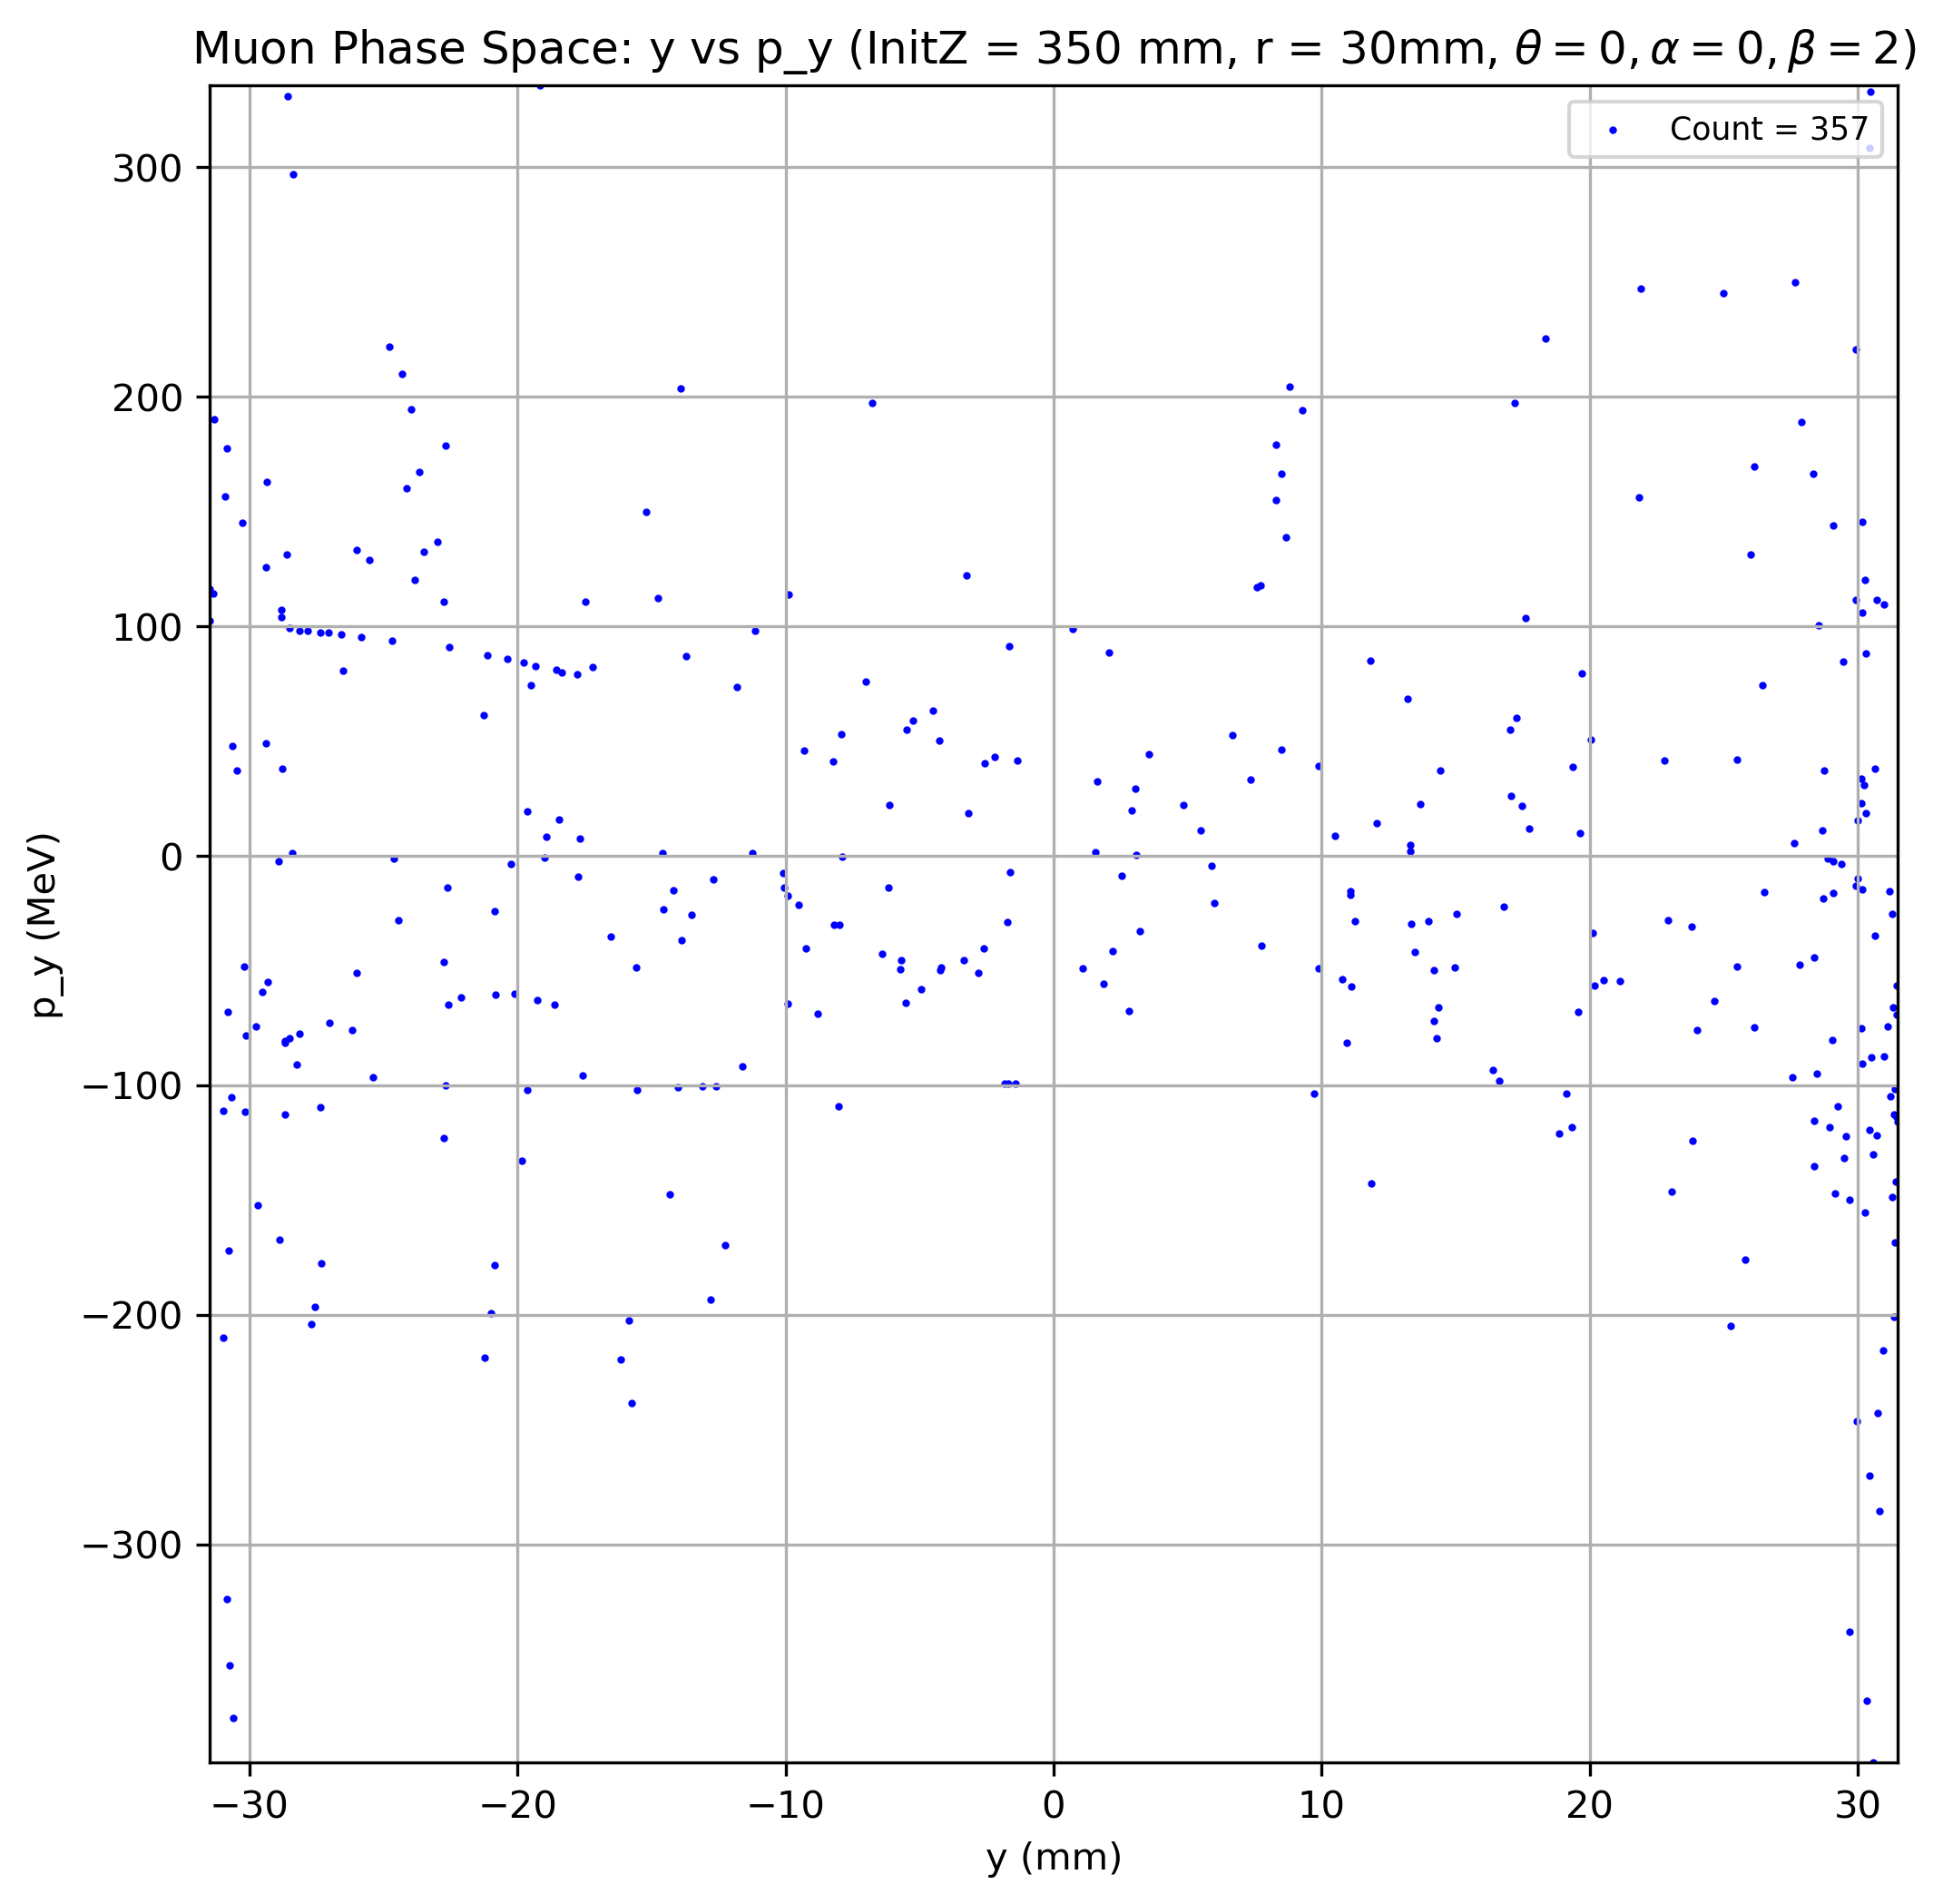 Muon Phase Space: y vs p_y (InitZ = 350 mm, r = 30mm, θ = 0, α = 0, β = 2)
Count = 357
300
200
100
0
−100
−200
−300
p_y (MeV)
−30 −20 −10 0 10 20 30
y (mm)